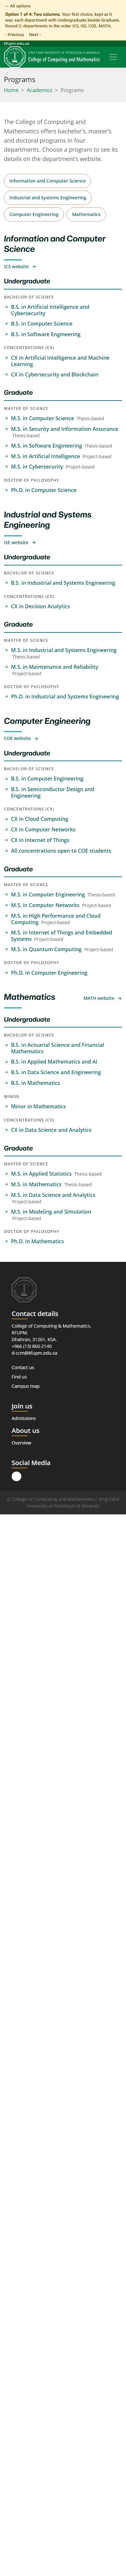 ← All options
Option 1 of 4: Two columns. Your first choice, kept as it
was: each department with Undergraduate beside Graduate.
Round 2: departments in the order ICS, ISE, COE, MATH.
‹ Previous Next ›
kfupm.edu.sa
College of Computing and Mathematics
Programs
Home > Academics > Programs
The College of Computing and
Mathematics offers bachelor's, master's
and doctoral programs in four
departments. Choose a program to see its
details on the department's website.
Information and Computer Science
Industrial and Systems Engineering
Computer Engineering
Mathematics
Information and Computer
Science
ICS website →
Undergraduate
BACHELOR OF SCIENCE
→ B.S. in Artificial Intelligence and
Cybersecurity
→ B.S. in Computer Science
→ B.S. in Software Engineering
CONCENTRATIONS (CX)
→ CX in Artificial Intelligence and Machine
Learning
→ CX in Cybersecurity and Blockchain
Graduate
MASTER OF SCIENCE
→ M.S. in Computer Science Thesis-based
→ M.S. in Security and Information Assurance
Thesis-based
→ M.S. in Software Engineering Thesis-based
→ M.S. in Artificial Intelligence Project-based
→ M.S. in Cybersecurity Project-based
DOCTOR OF PHILOSOPHY
→ Ph.D. in Computer Science
Industrial and Systems
Engineering
ISE website →
Undergraduate
BACHELOR OF SCIENCE
→ B.S. in Industrial and Systems Engineering
CONCENTRATIONS (CX)
→ CX in Decision Analytics
Graduate
MASTER OF SCIENCE
→ M.S. in Industrial and Systems Engineering
Thesis-based
→ M.S. in Maintenance and Reliability
Project-based
DOCTOR OF PHILOSOPHY
→ Ph.D. in Industrial and Systems Engineering
Computer Engineering
COE website →
Undergraduate
BACHELOR OF SCIENCE
→ B.S. in Computer Engineering
→ B.S. in Semiconductor Design and
Engineering
CONCENTRATIONS (CX)
→ CX in Cloud Computing
→ CX in Computer Networks
→ CX in Internet of Things
→ All concentrations open to COE students
Graduate
MASTER OF SCIENCE
→ M.S. in Computer Engineering Thesis-based
→ M.S. in Computer Networks Project-based
→ M.S. in High Performance and Cloud
Computing Project-based
→ M.S. in Internet of Things and Embedded
Systems Project-based
→ M.S. in Quantum Computing Project-based
DOCTOR OF PHILOSOPHY
→ Ph.D. in Computer Engineering
Mathematics MATH website →
Undergraduate
BACHELOR OF SCIENCE
→ B.S. in Actuarial Science and Financial
Mathematics
→ B.S. in Applied Mathematics and AI
→ B.S. in Data Science and Engineering
→ B.S. in Mathematics
MINOR
→ Minor in Mathematics
CONCENTRATIONS (CX)
→ CX in Data Science and Analytics
Graduate
MASTER OF SCIENCE
→ M.S. in Applied Statistics Thesis-based
→ M.S. in Mathematics Thesis-based
→ M.S. in Data Science and Analytics
Project-based
→ M.S. in Modeling and Simulation
Project-based
DOCTOR OF PHILOSOPHY
→ Ph.D. in Mathematics
Contact details
College of Computing & Mathematics,
KFUPM,
Dhahran, 31261, KSA.
+966 (13) 860 2140
d-ccm@kfupm.edu.sa
Contact us
Find us
Campus map
Join us
Admissions
About us
Overview
Social Media
© College of Computing and Mathematics| King Fahd
University of Petroleum & Minerals